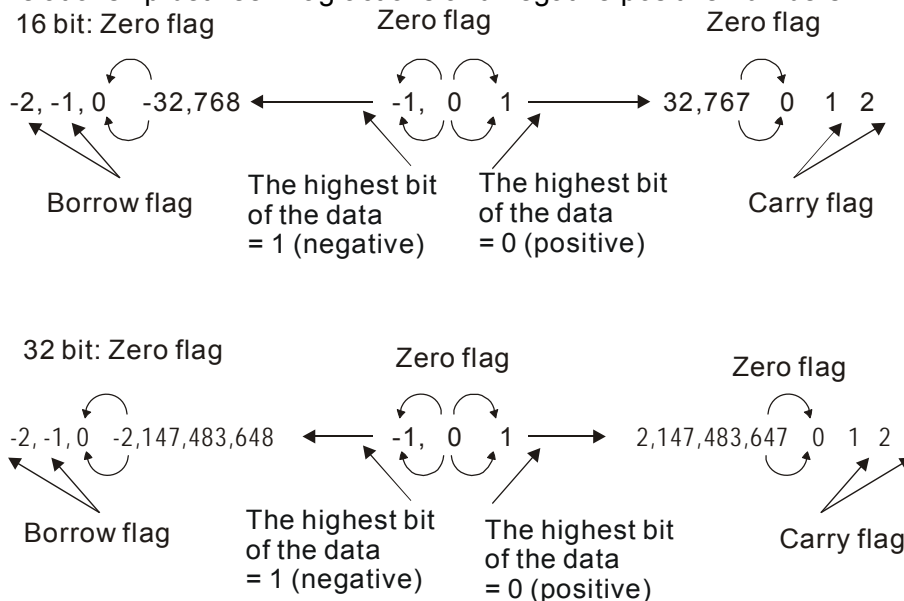 16 bit: Zero flag Zero flag Zero flag
-2, -1, 0 -32,768 -1, 0 1 32,767 0 1 2
Borrow flag
The highest bit
of the data
= 1 (negative)
The highest bit
of the data
= 0 (positive)
Carry flag
32 bit: Zero flag Zero flag Zero flag
-2, -1, 0 -2,147,483,648 -1, 0 1 2,147,483,647 0 1 2
Borrow flag
The highest bit
of the data
= 1 (negative)
The highest bit
of the data
= 0 (positive)
Carry flag